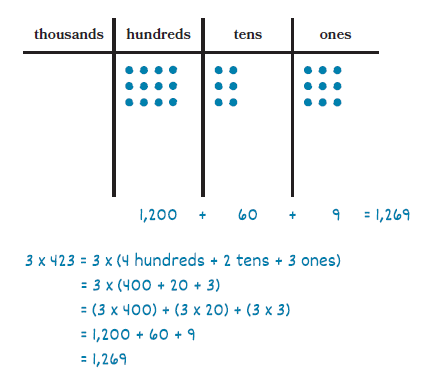 thousands hundreds tens ones
1,200 + 60 + 9 = 1,269
3 x 423 = 3 x (4 hundreds + 2 tens + 3 ones)
= 3 x (400 + 20 + 3)
= (3 x 400) + (3 x 20) + (3 x 3)
= 1,200 + 60 + 9
= 1,269